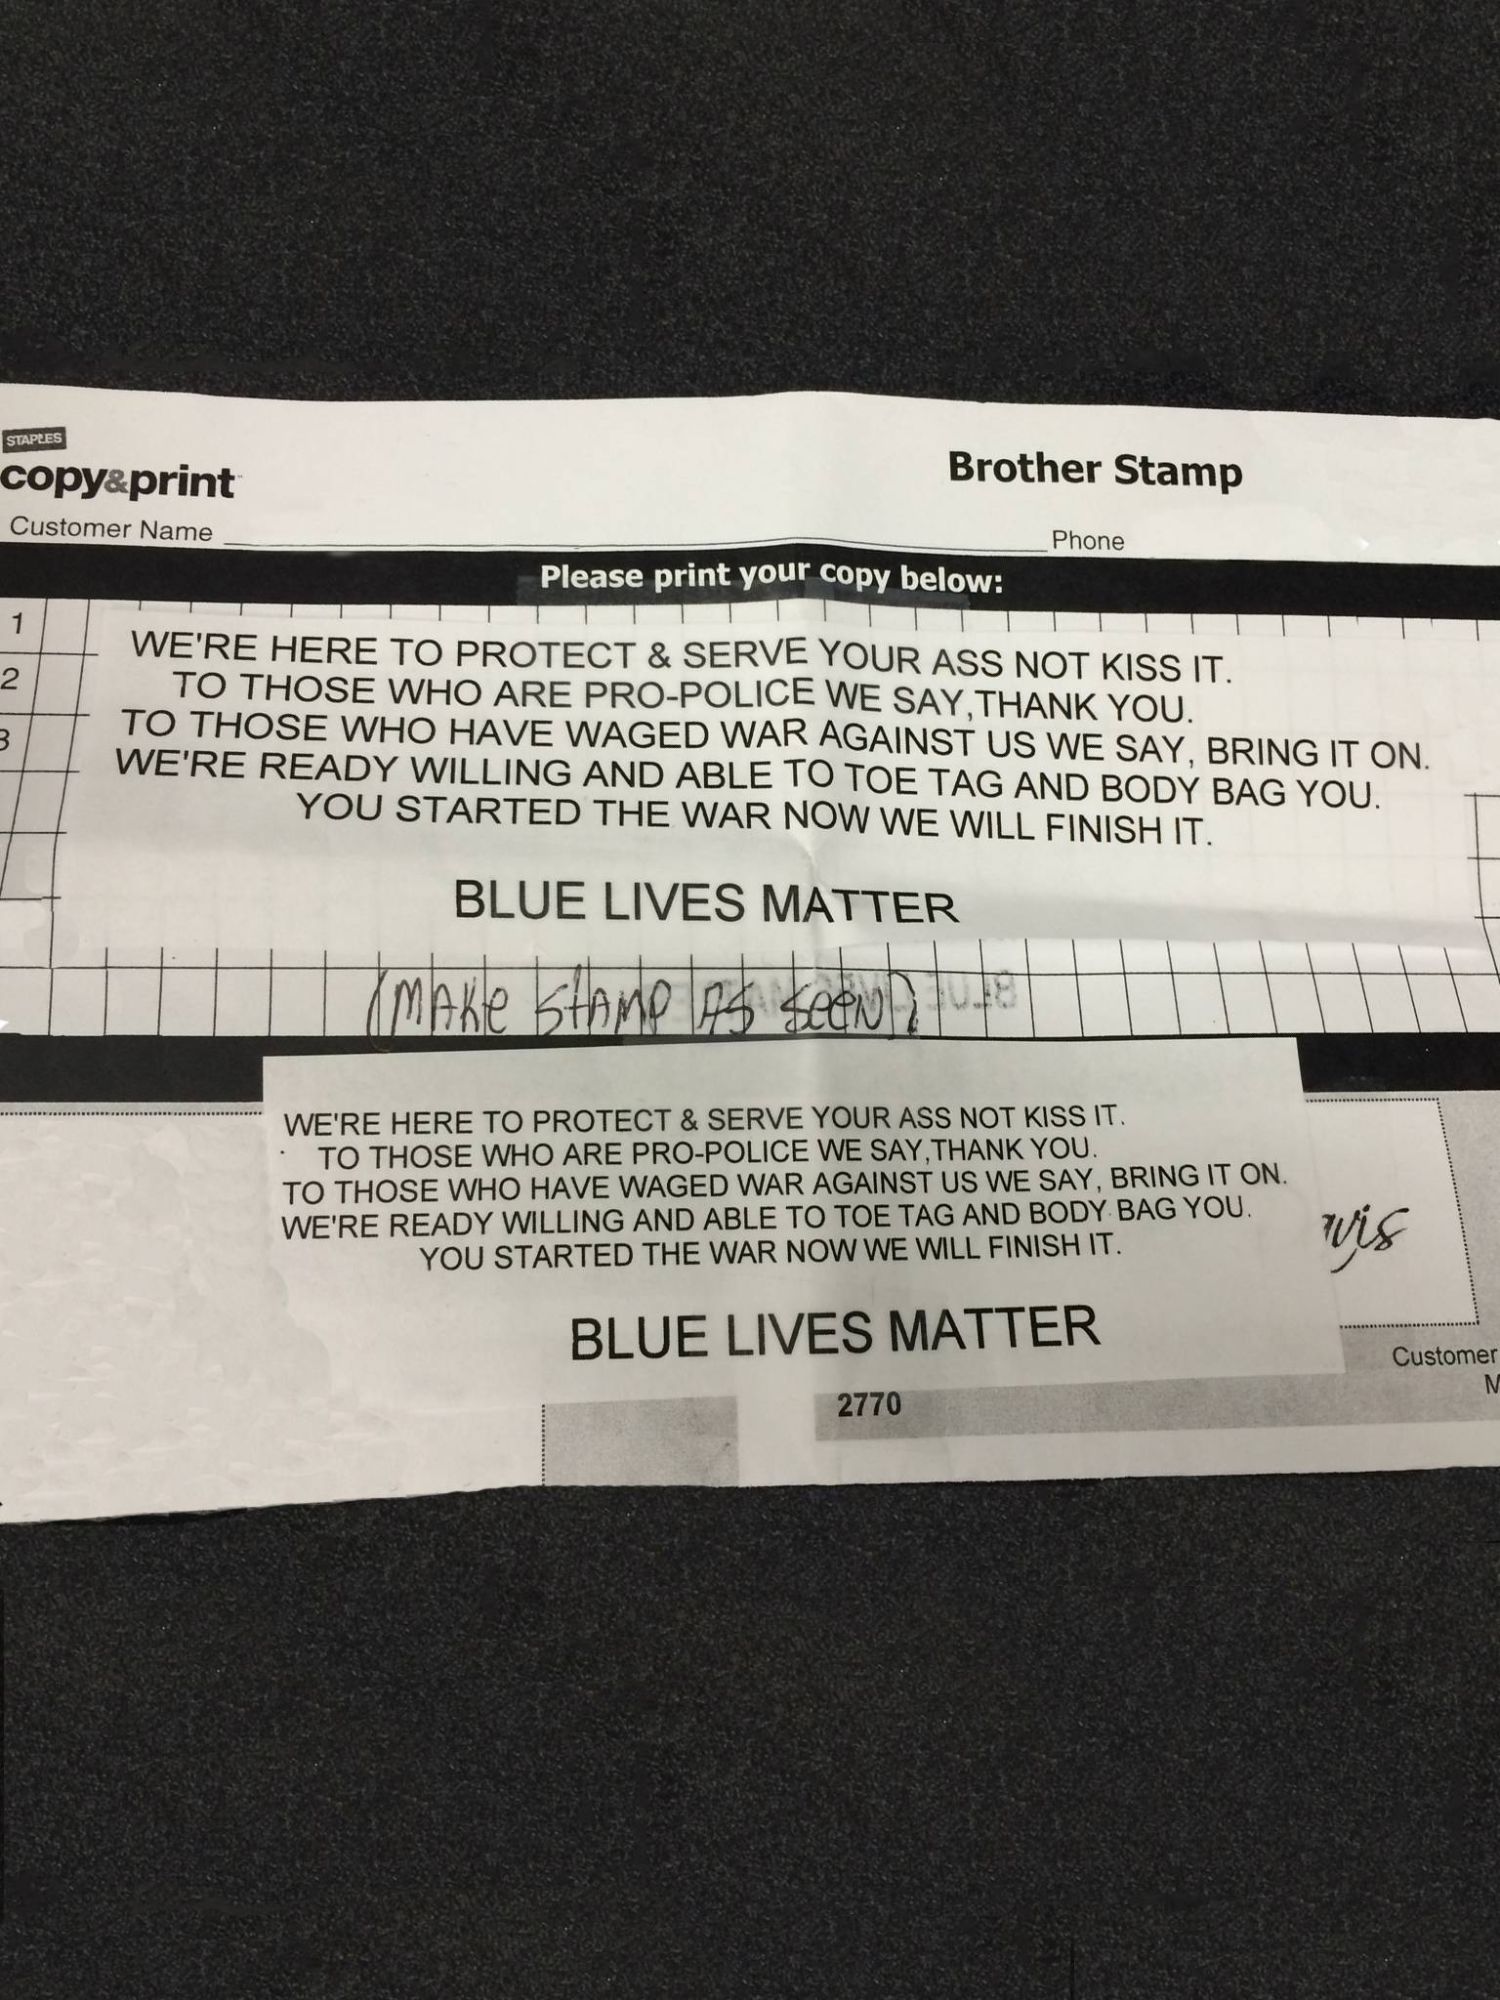 STAPLES
copy&print
Brother Stamp
Customer Name
Phone
Please print your copy below:
1
2
3
WE'RE HERE TO PROTECT & SERVE YOUR ASS NOT KISS IT.
TO THOSE WHO ARE PRO-POLICE WE SAY,THANK YOU.
TO THOSE WHO HAVE WAGED WAR AGAINST US WE SAY, BRING IT ON.
WE'RE READY WILLING AND ABLE TO TOE TAG AND BODY BAG YOU.
YOU STARTED THE WAR NOW WE WILL FINISH IT.
BLUE LIVES MATTER
(MAKe StAMP AS SeeN)
WE'RE HERE TO PROTECT & SERVE YOUR ASS NOT KISS IT.
TO THOSE WHO ARE PRO-POLICE WE SAY,THANK YOU.
TO THOSE WHO HAVE WAGED WAR AGAINST US WE SAY, BRING IT ON.
WE'RE READY WILLING AND ABLE TO TOE TAG AND BODY BAG YOU.
YOU STARTED THE WAR NOW WE WILL FINISH IT.
BLUE LIVES MATTER
2770
Customer